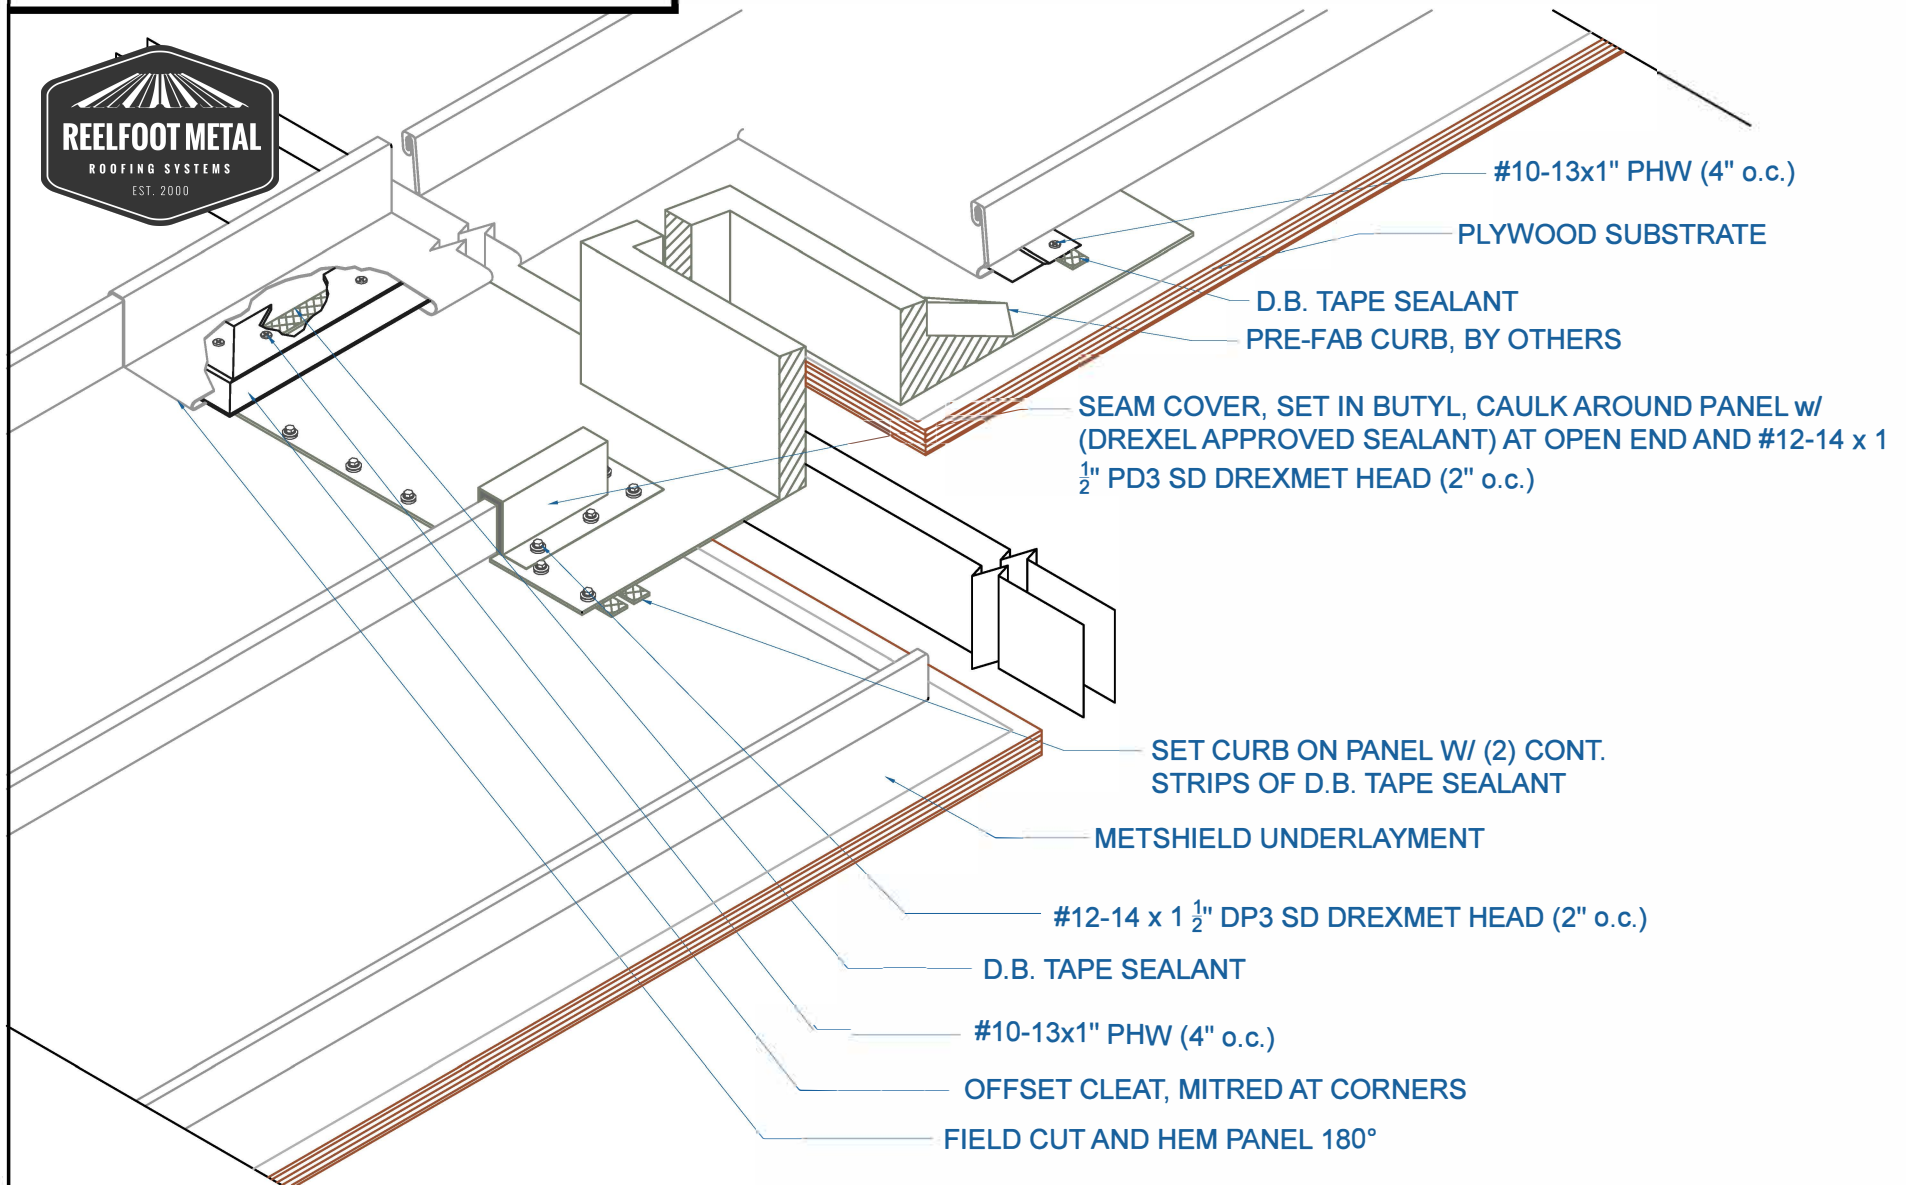 REELFOOT METAL
ROOFING SYSTEMS
EST. 2000
#10-13x1" PHW (4" o.c.)
PLYWOOD SUBSTRATE
D.B. TAPE SEALANT
PRE-FAB CURB, BY OTHERS
SEAM COVER, SET IN BUTYL, CAULK AROUND PANEL w/
(DREXEL APPROVED SEALANT) AT OPEN END AND #12-14 x 1
1/2" PD3 SD DREXMET HEAD (2" o.c.)
SET CURB ON PANEL W/ (2) CONT.
STRIPS OF D.B. TAPE SEALANT
METSHIELD UNDERLAYMENT
#12-14 x 1 1/2" DP3 SD DREXMET HEAD (2" o.c.)
D.B. TAPE SEALANT
#10-13x1" PHW (4" o.c.)
OFFSET CLEAT, MITRED AT CORNERS
FIELD CUT AND HEM PANEL 180°